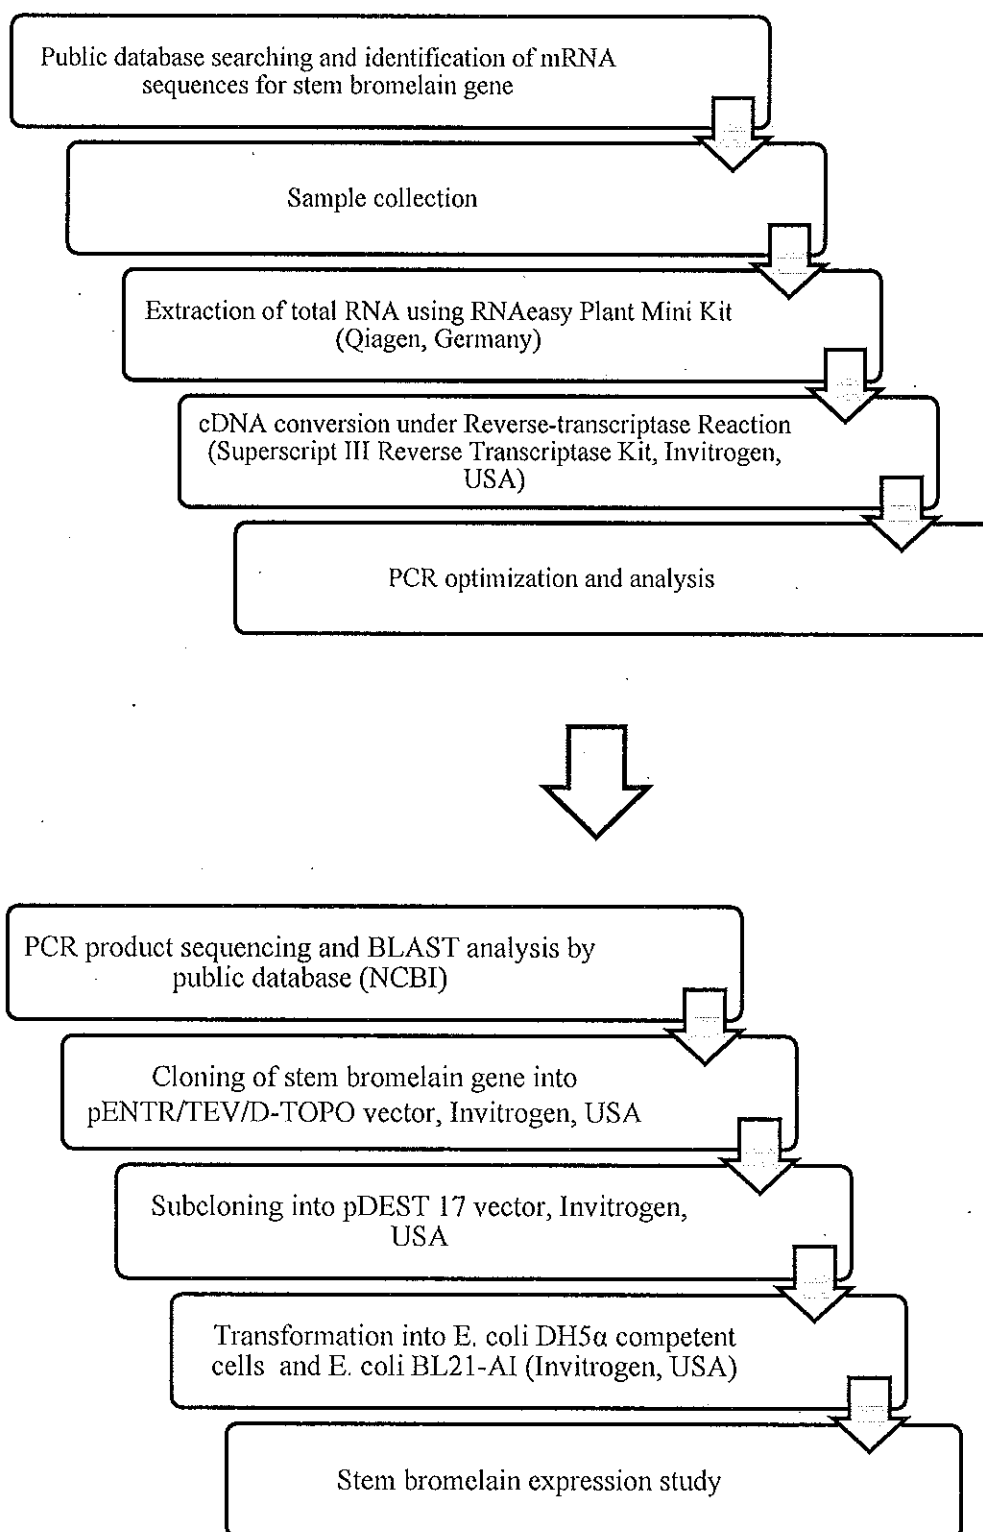 Public database searching and identification of mRNA
sequences for stem bromelain gene
Sample collection
Extraction of total RNA using RNAeasy Plant Mini Kit
(Qiagen, Germany)
cDNA conversion under Reverse-transcriptase Reaction
(Superscript III Reverse Transcriptase Kit, Invitrogen,
USA)
PCR optimization and analysis
PCR product sequencing and BLAST analysis by
public database (NCBI)
Cloning of stem bromelain gene into
pENTR/TEV/D-TOPO vector, Invitrogen, USA
Subcloning into pDEST 17 vector, Invitrogen,
USA
Transformation into E. coli DH5α competent
cells and E. coli BL21-AI (Invitrogen, USA)
Stem bromelain expression study